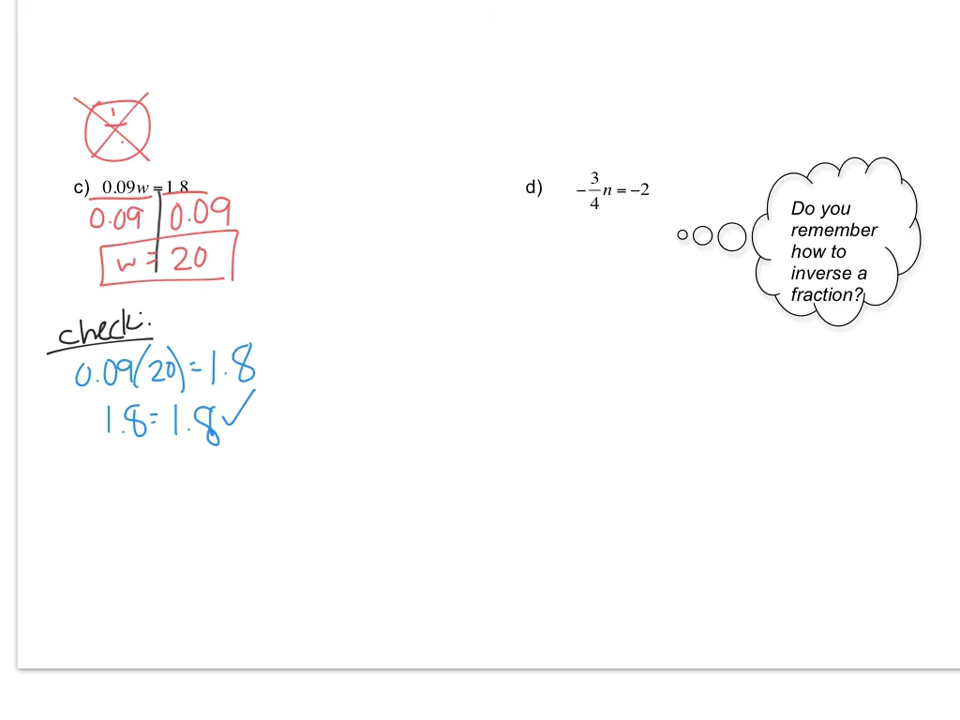 c) 0.09w = 1.8
0.09 | 0.09
w = 20
check:
0.09(20) = 1.8
1.8 = 1.8 ✓
d) -3/4 n = -2
Do you
remember
how to
inverse a
fraction?